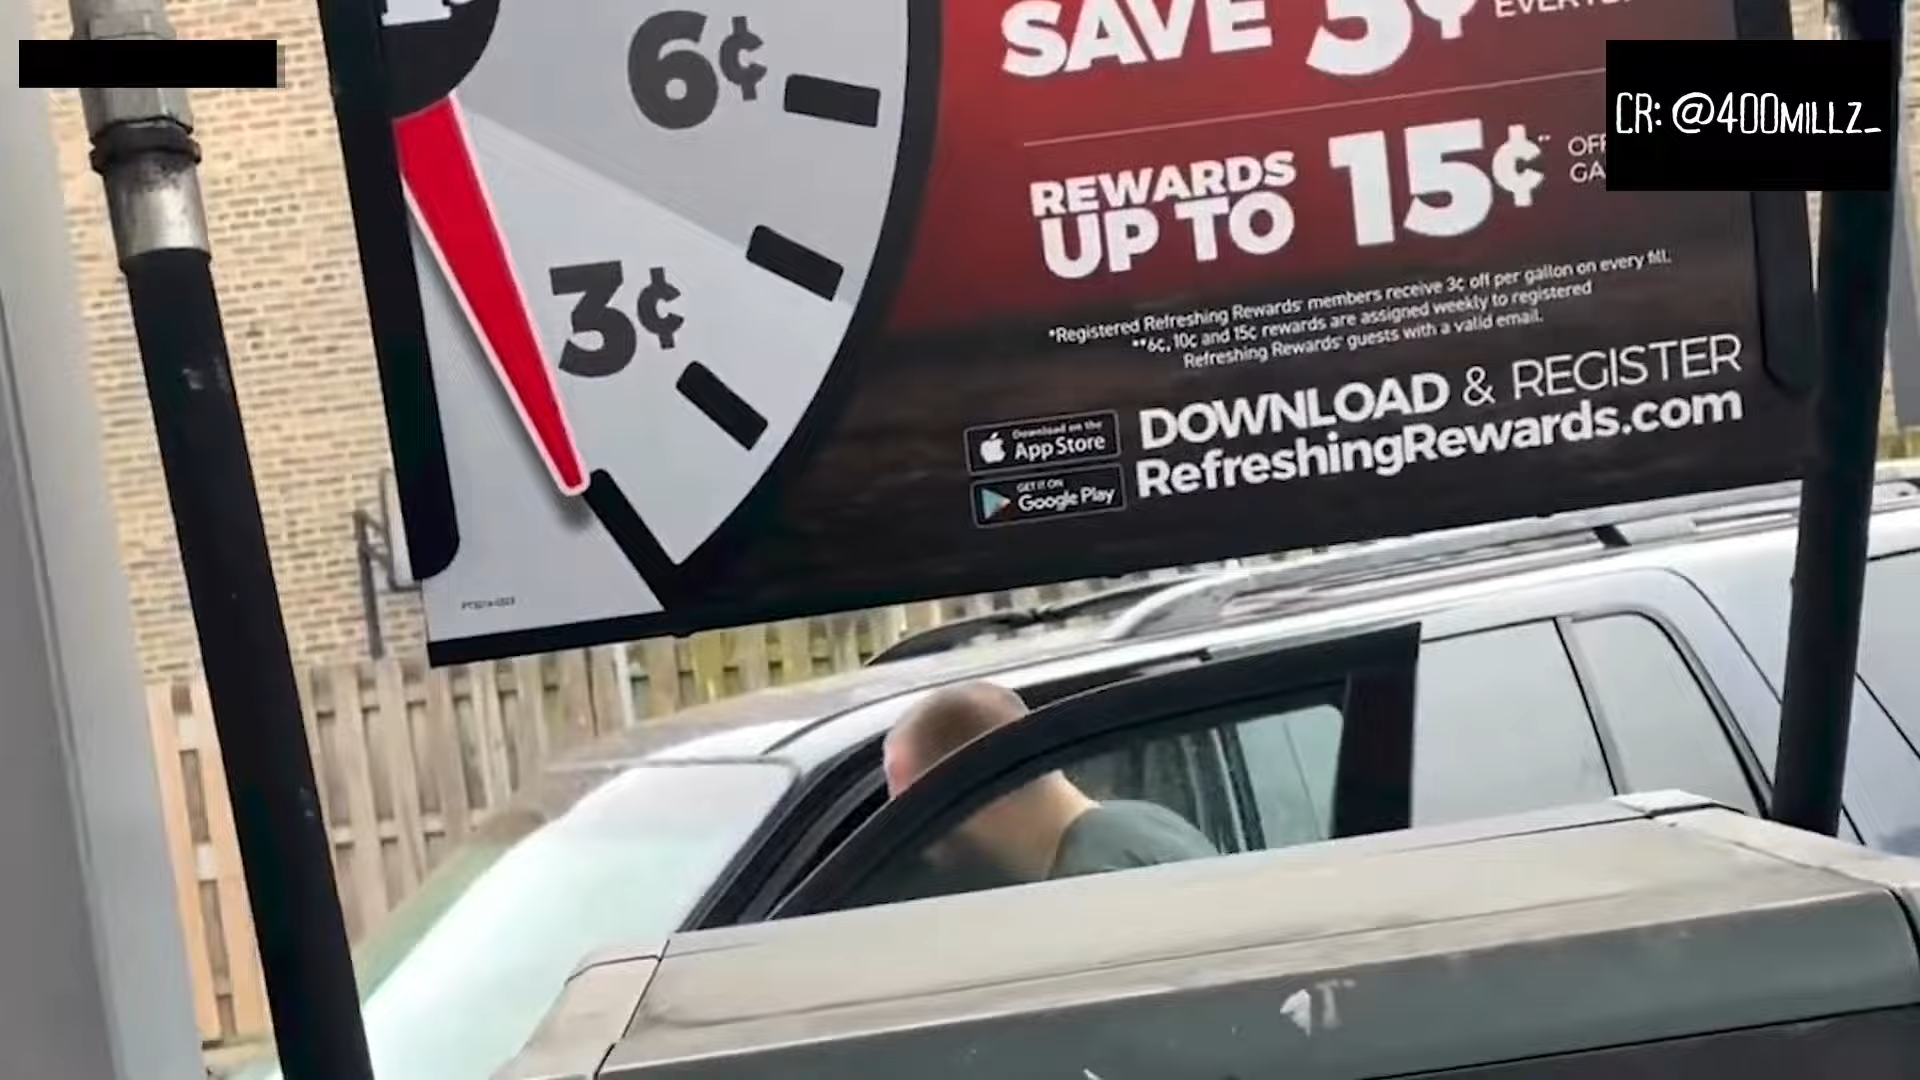 6¢
3¢
SAVE 3¢
REWARDS
UP TO 15¢**
CR: @400MILLZ_
*Registered Refreshing Rewards® members receive 3¢ off per gallon on every fill.
**6¢, 10¢ and 15¢ rewards are assigned weekly to registered
Refreshing Rewards® guests with a valid email.
DOWNLOAD & REGISTER
RefreshingRewards.com
Download on the
App Store
GET IT ON
Google Play